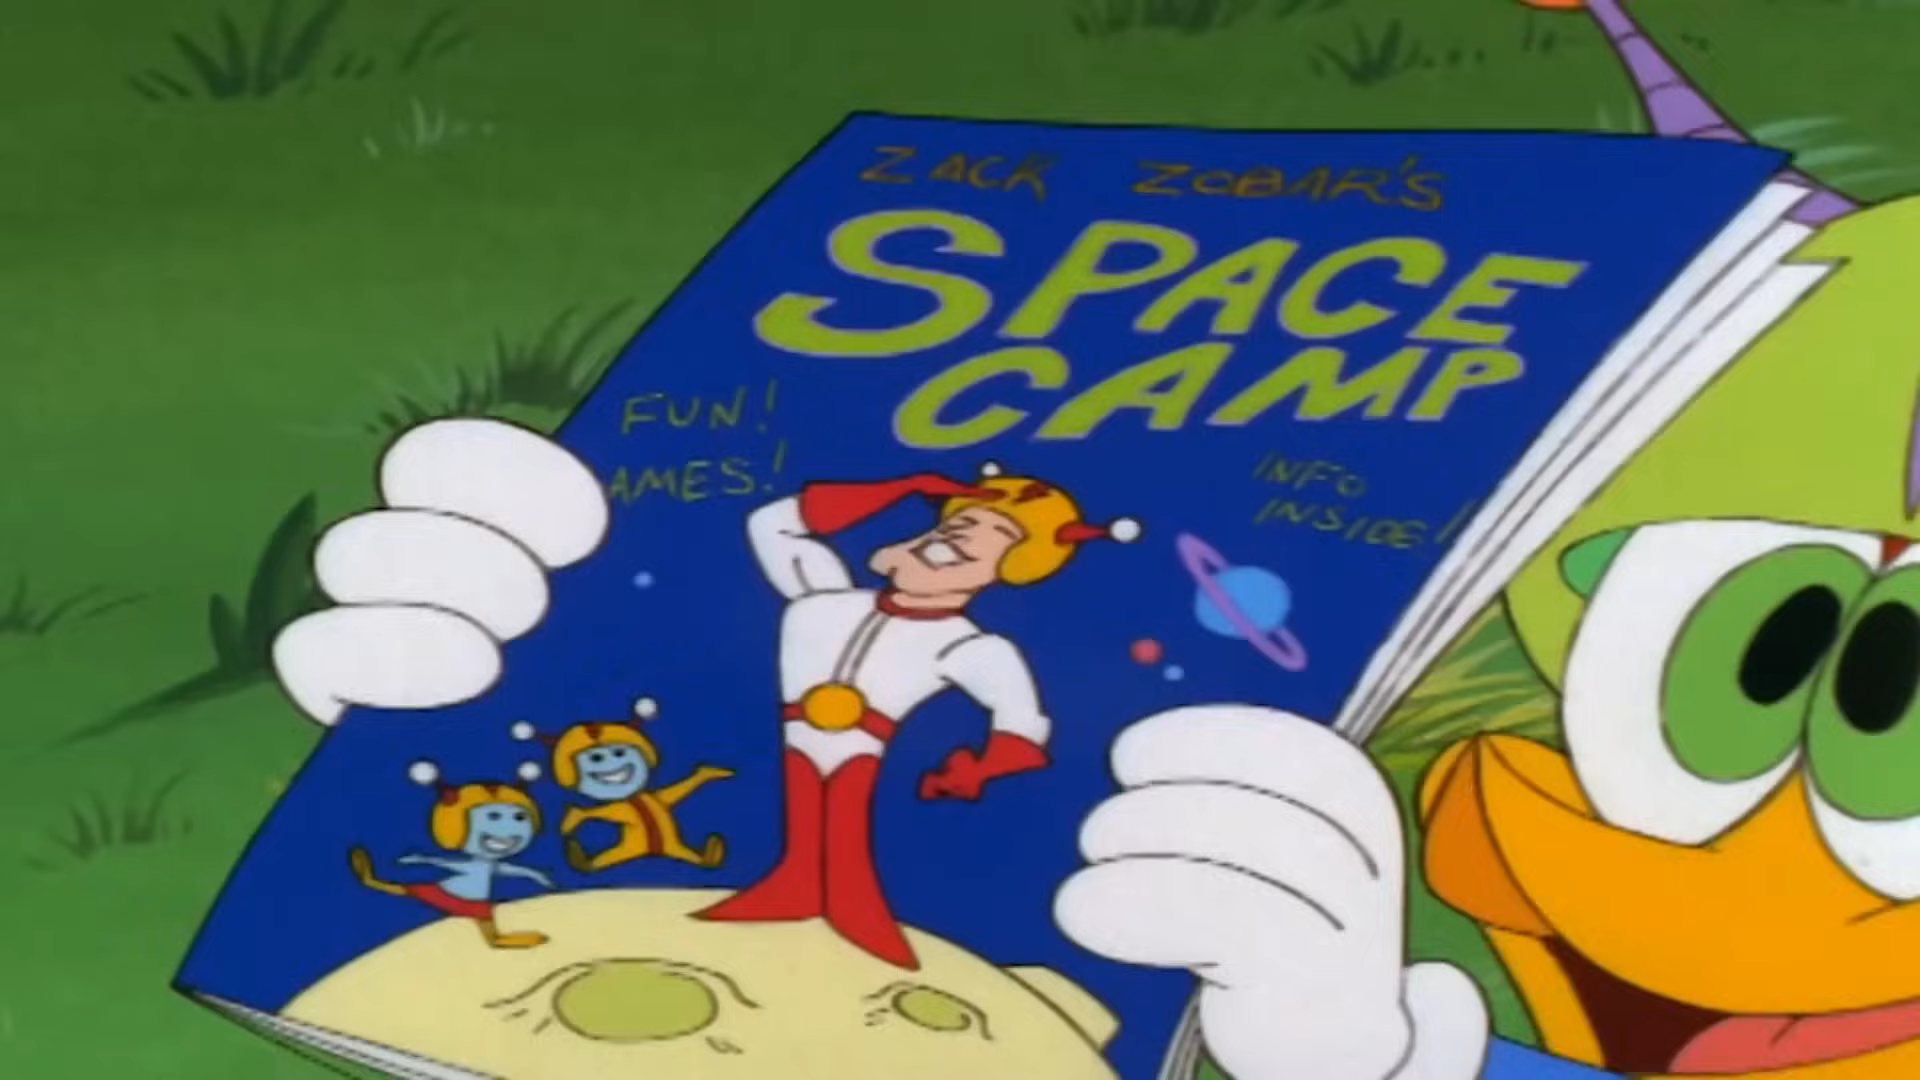 ZACK ZOBAR'S
SPACE
CAMP
FUN!
AMES!
INFO
INSIDE!